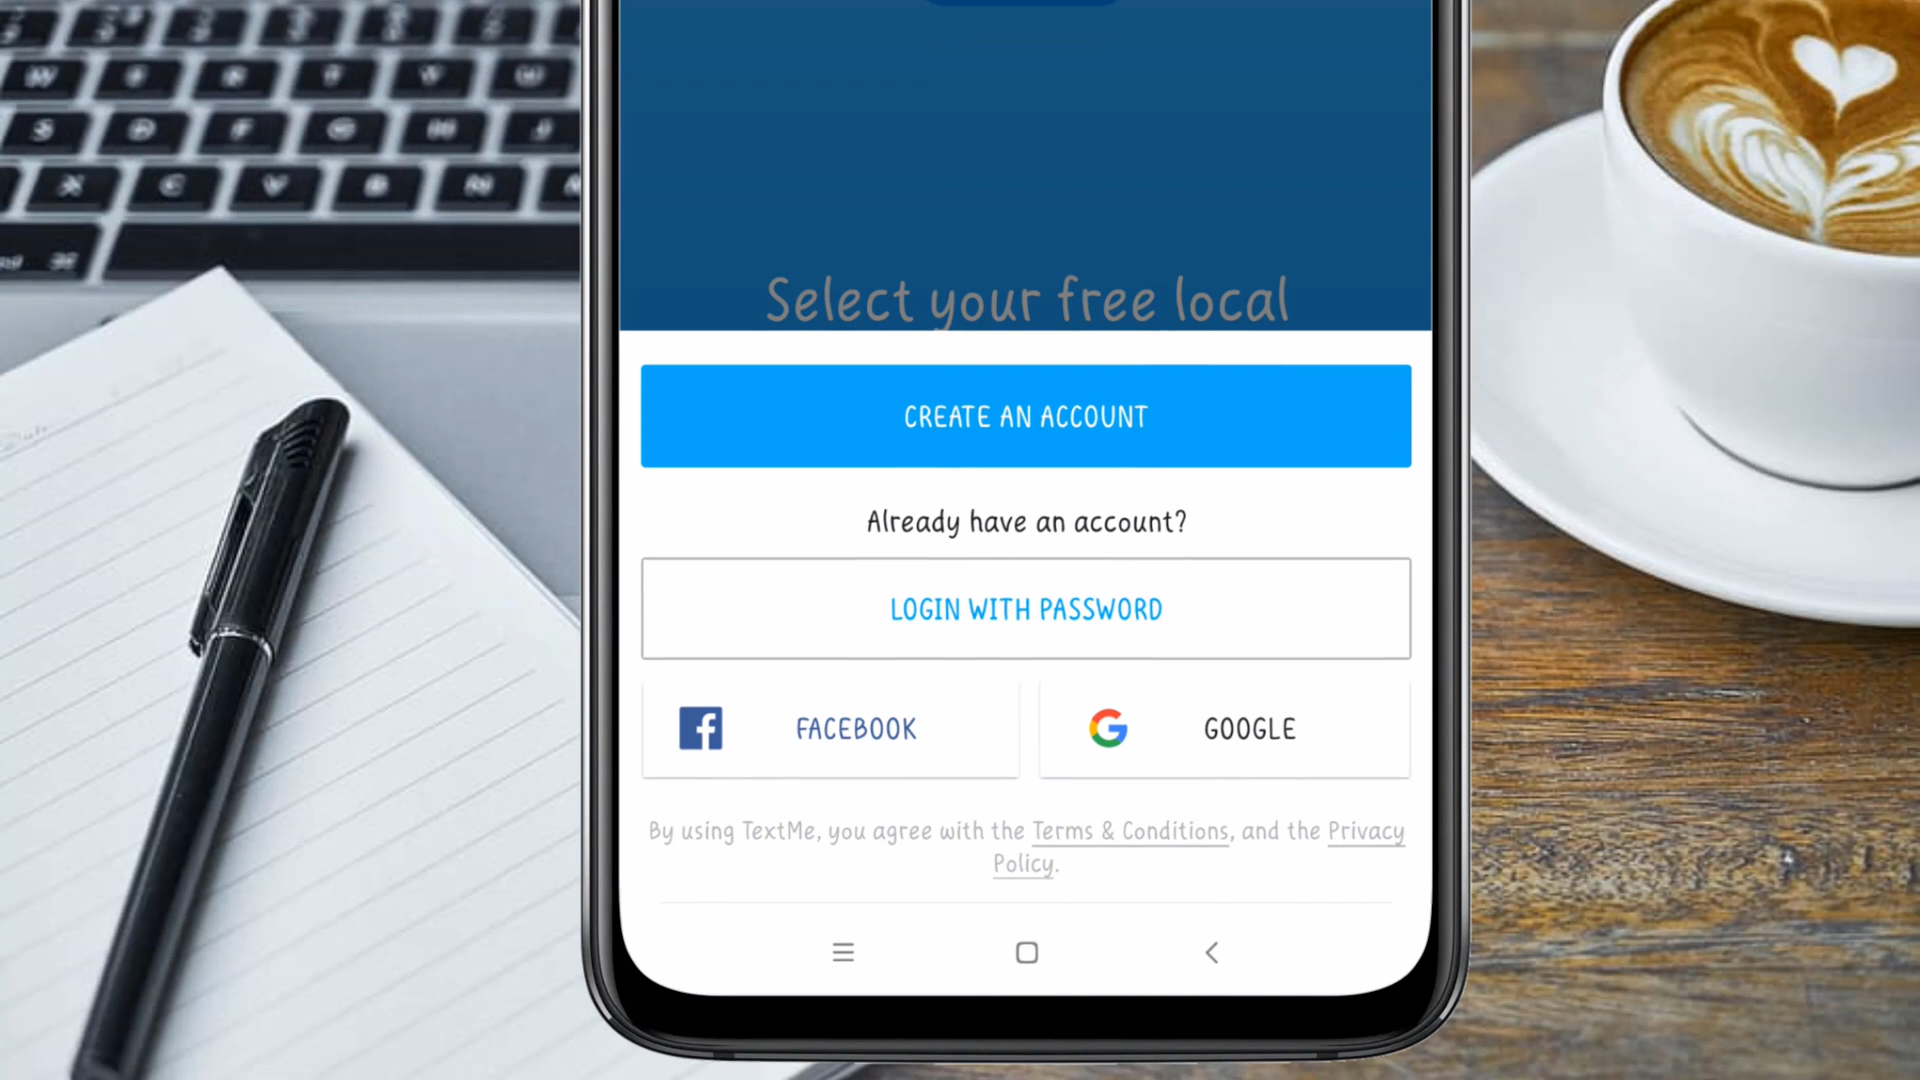 W
S D F G H J
X C V B N
Select your free local
CREATE AN ACCOUNT
Already have an account?
LOGIN WITH PASSWORD
FACEBOOK GOOGLE
By using TextMe, you agree with the Terms & Conditions, and the Privacy
Policy.